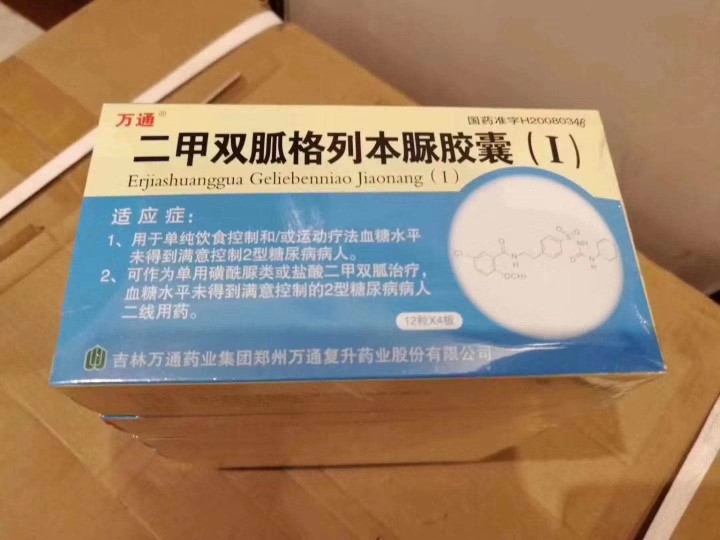 万通®
国药准字H20080346
二甲双胍格列本脲胶囊（I）
Erjiashuanggua Geliebenniao Jiaonang（I）
适应症：
1、用于单纯饮食控制和/或运动疗法血糖水平
未得到满意控制2型糖尿病病人。
2、可作为单用磺酰脲类或盐酸二甲双胍治疗，
血糖水平未得到满意控制的2型糖尿病病人
二线用药。
12粒X4板
吉林万通药业集团郑州万通复升药业股份有限公司